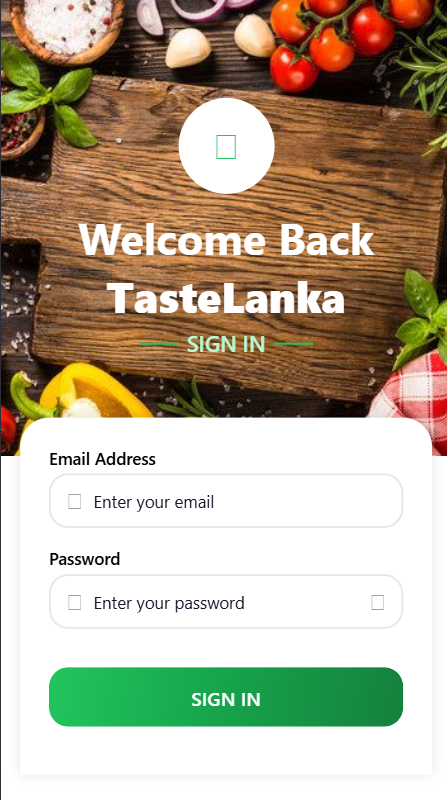 Welcome Back
TasteLanka
SIGN IN
Email Address
Enter your email
Password
Enter your password
SIGN IN